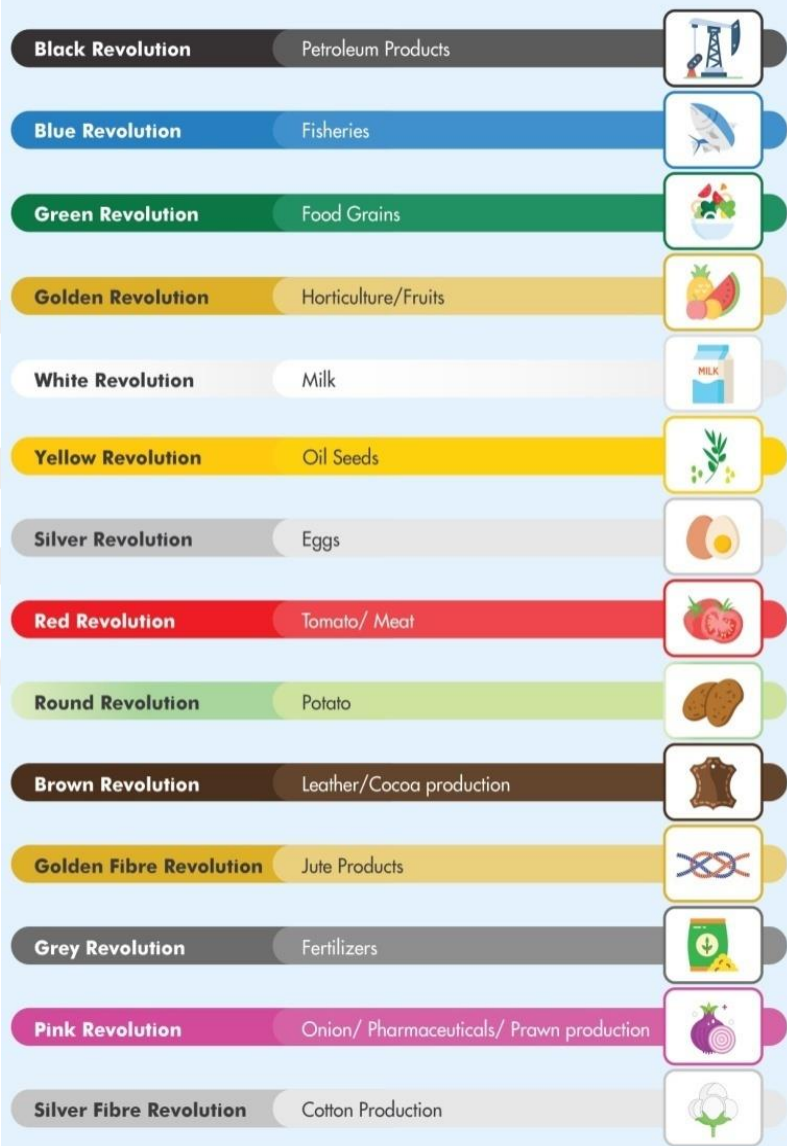 Black Revolution Petroleum Products
Blue Revolution Fisheries
Green Revolution Food Grains
Golden Revolution Horticulture/Fruits
White Revolution Milk
MILK
Yellow Revolution Oil Seeds
Silver Revolution Eggs
Red Revolution Tomato/ Meat
Round Revolution Potato
Brown Revolution Leather/Cocoa production
Golden Fibre Revolution Jute Products
Grey Revolution Fertilizers
Pink Revolution Onion/ Pharmaceuticals/ Prawn production
Silver Fibre Revolution Cotton Production